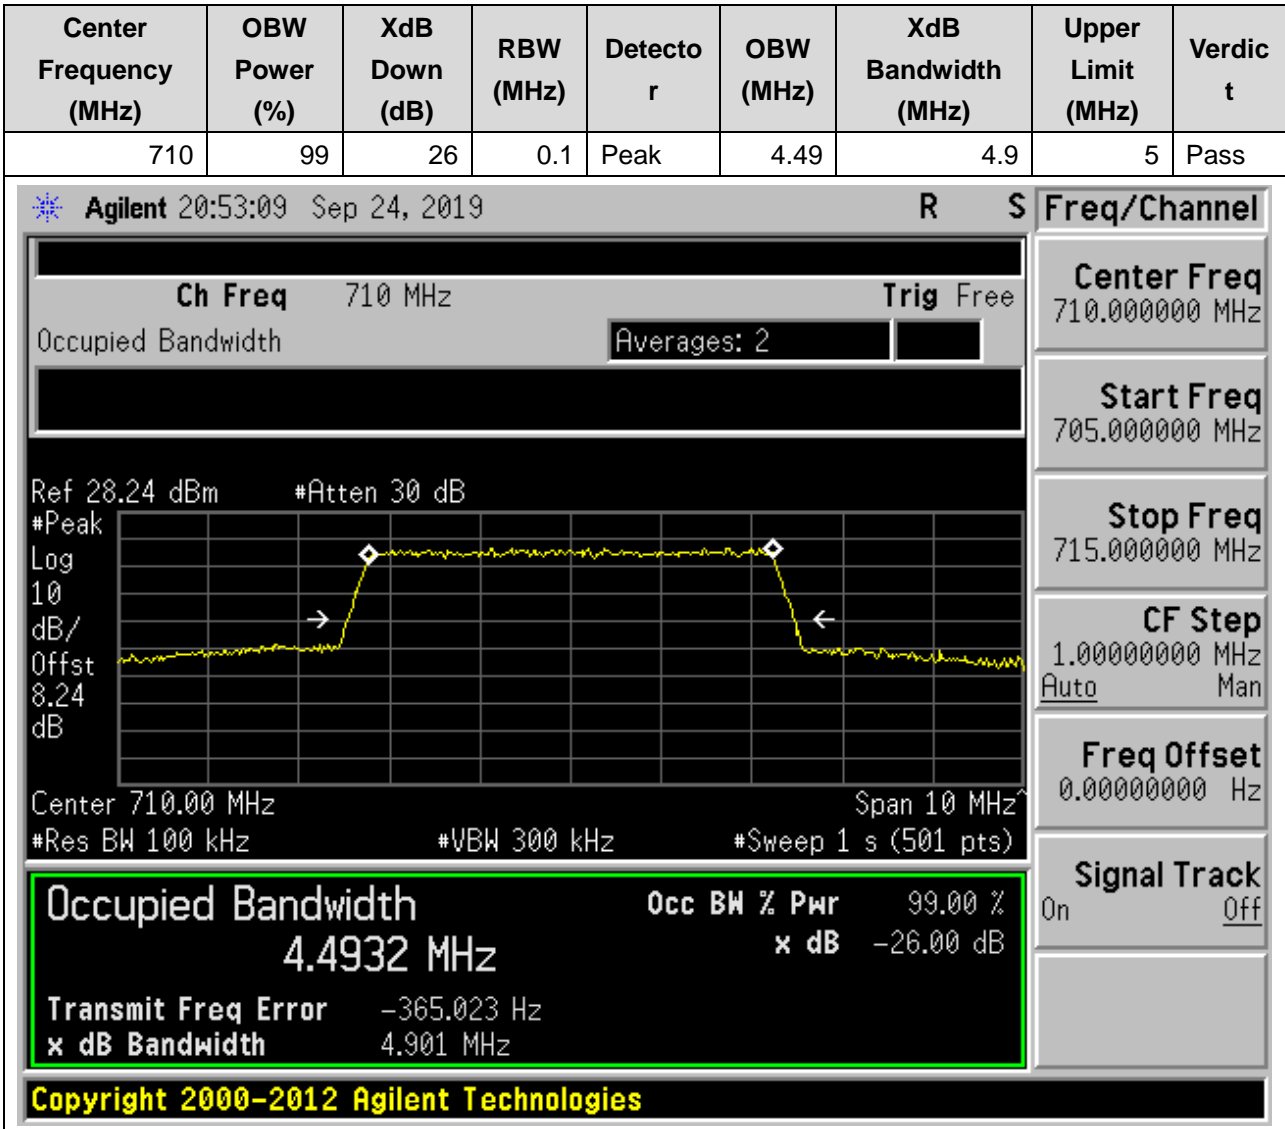 Center Frequency (MHz) OBW Power (%) XdB Down (dB) RBW (MHz) Detecto r OBW (MHz) XdB Bandwidth (MHz) Upper Limit (MHz) Verdic t
710 99 26 0.1 Peak 4.49 4.9 5 Pass
Agilent 20:53:09 Sep 24, 2019 R S
Ch Freq 710 MHz Trig Free
Occupied Bandwidth Averages: 2
Ref 28.24 dBm #Atten 30 dB
#Peak
Log
10
dB/
Offst
8.24
dB
Center 710.00 MHz Span 10 MHz^
#Res BW 100 kHz #VBW 300 kHz #Sweep 1 s (501 pts)
Occupied Bandwidth Occ BW % Pwr 99.00 %
4.4932 MHz x dB -26.00 dB
Transmit Freq Error -365.023 Hz
x dB Bandwidth 4.901 MHz
Copyright 2000-2012 Agilent Technologies
Freq/Channel
Center Freq
710.000000 MHz
Start Freq
705.000000 MHz
Stop Freq
715.000000 MHz
CF Step
1.00000000 MHz
Auto Man
Freq Offset
0.00000000 Hz
Signal Track
On Off